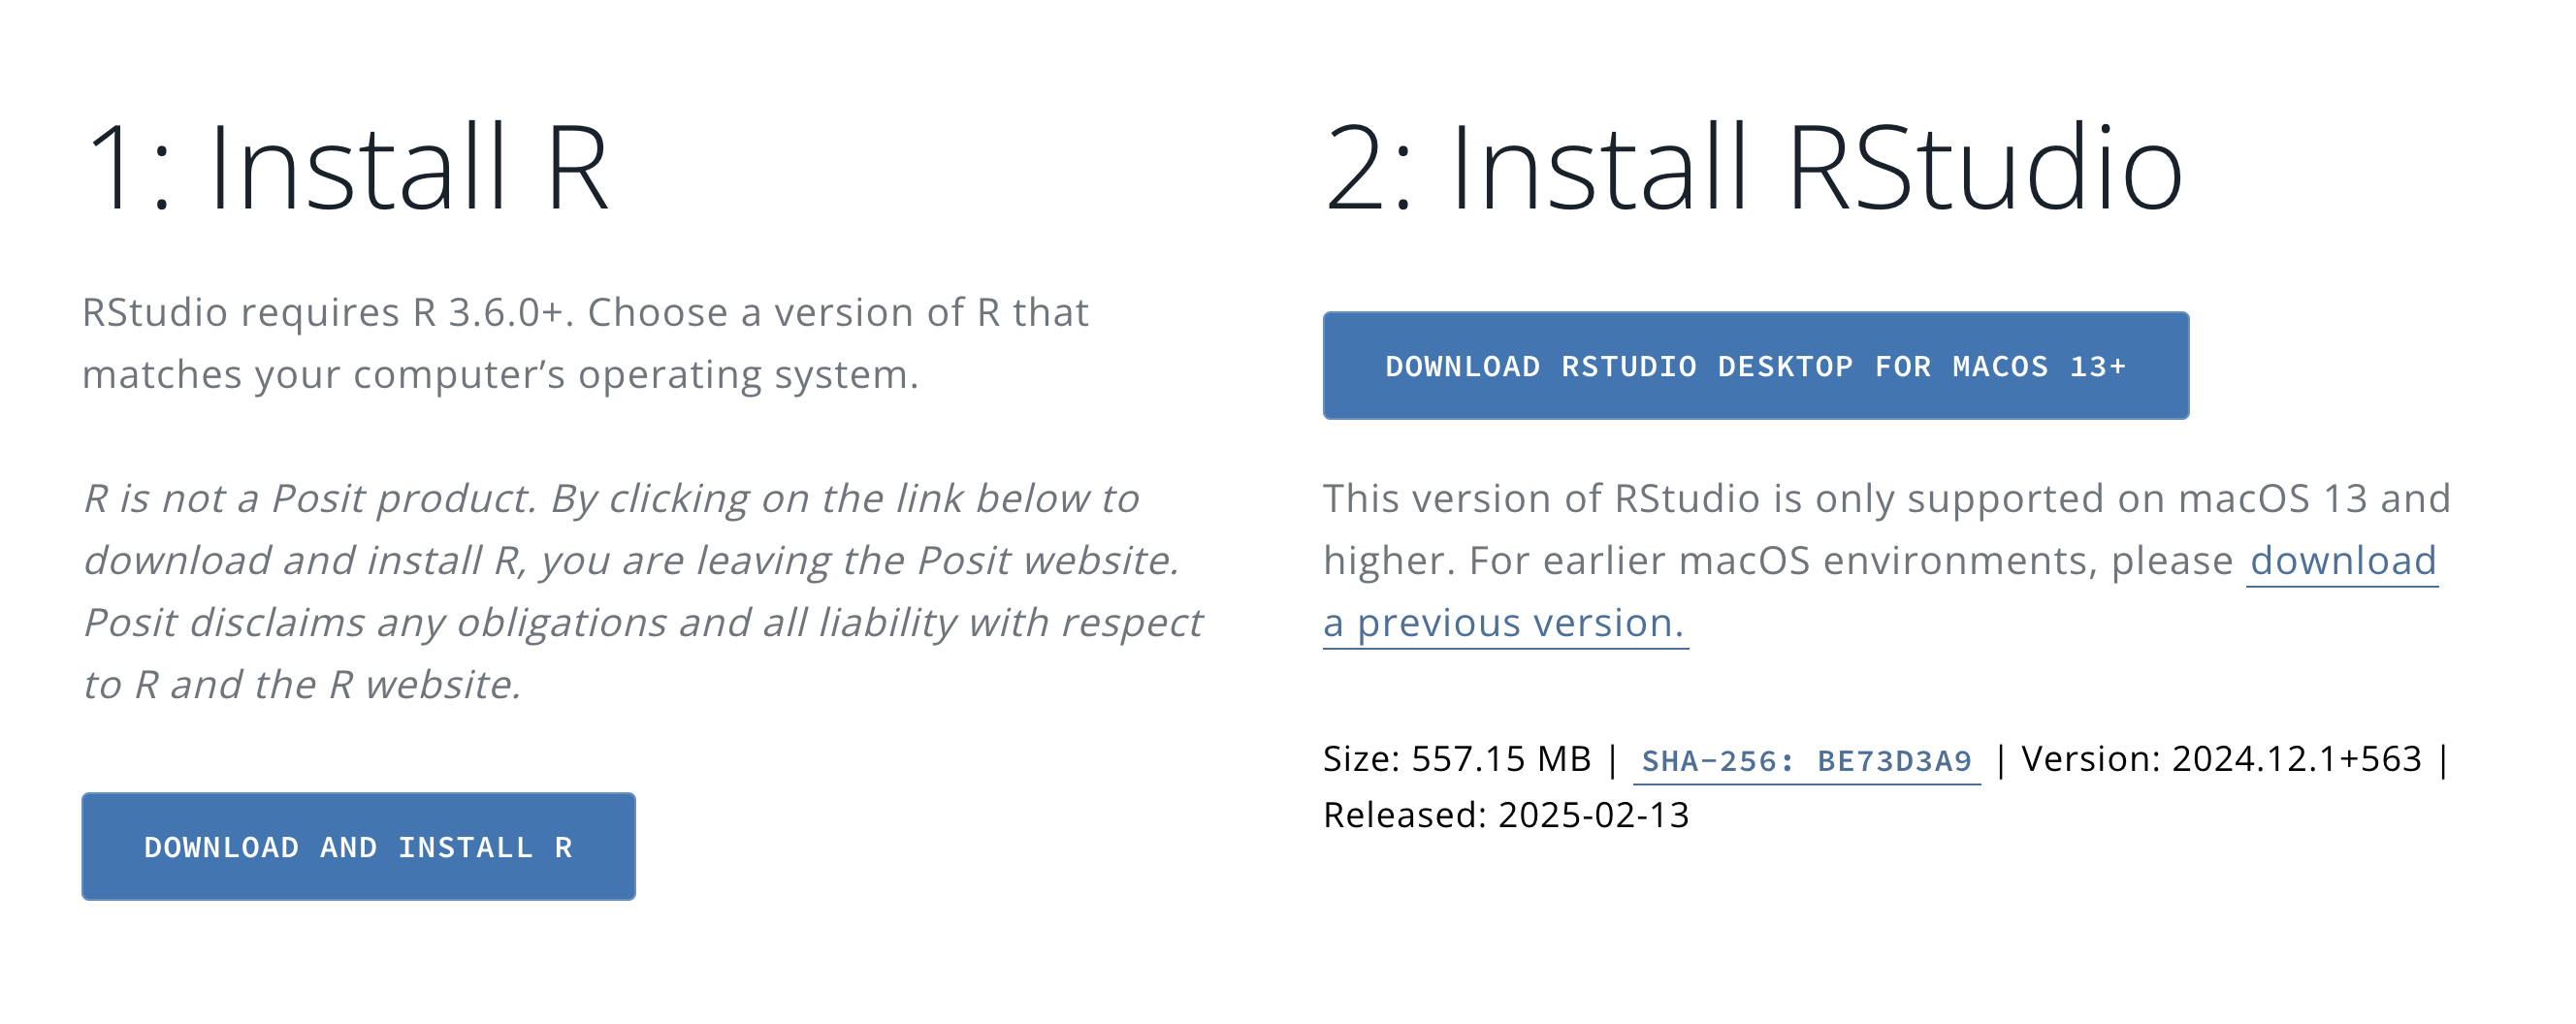 1: Install R
RStudio requires R 3.6.0+. Choose a version of R that
matches your computer’s operating system.
R is not a Posit product. By clicking on the link below to
download and install R, you are leaving the Posit website.
Posit disclaims any obligations and all liability with respect
to R and the R website.
DOWNLOAD AND INSTALL R
2: Install RStudio
DOWNLOAD RSTUDIO DESKTOP FOR MACOS 13+
This version of RStudio is only supported on macOS 13 and
higher. For earlier macOS environments, please download
a previous version.
Size: 557.15 MB | SHA-256: BE73D3A9 | Version: 2024.12.1+563 |
Released: 2025-02-13